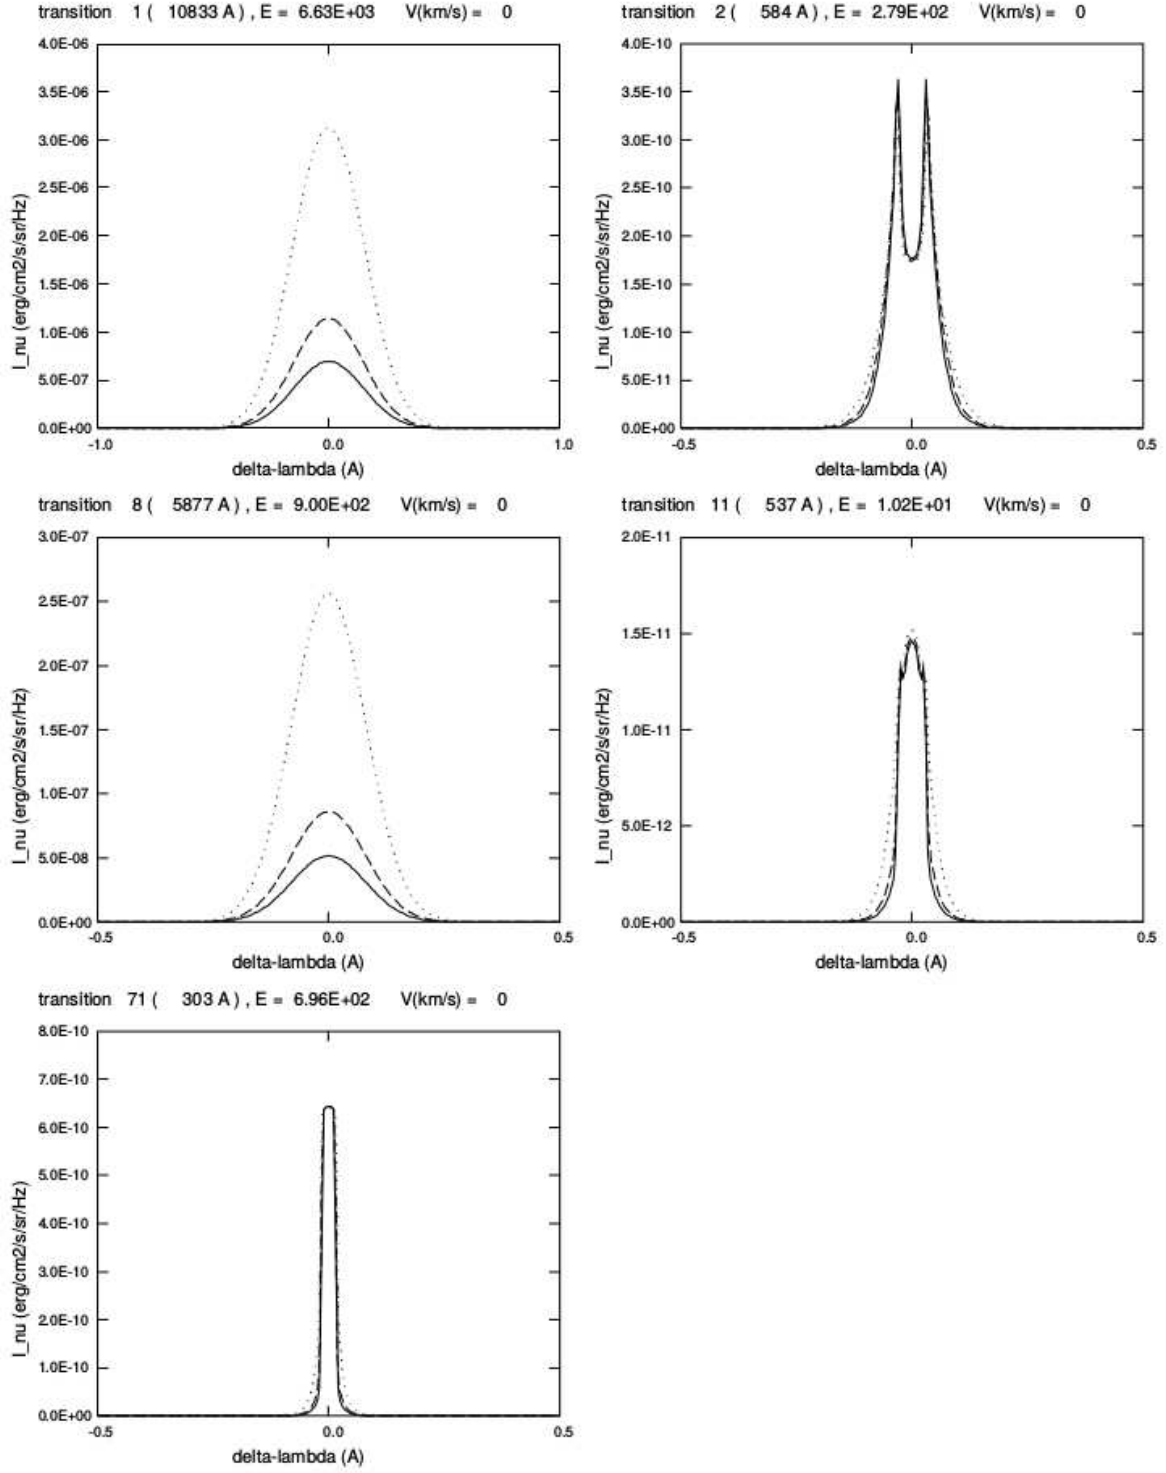 transition 1 ( 10833 A ) , E = 6.63E+03 V(km/s) = 0
4.0E-06
3.5E-06
3.0E-06
2.5E-06
2.0E-06
1.5E-06
1.0E-06
5.0E-07
0.0E+00
I_nu (erg/cm2/s/sr/Hz)
-1.0 0.0 1.0
delta-lambda (A)
transition 2 ( 584 A ) , E = 2.79E+02 V(km/s) = 0
4.0E-10
3.5E-10
3.0E-10
2.5E-10
2.0E-10
1.5E-10
1.0E-10
5.0E-11
0.0E+00
I_nu (erg/cm2/s/sr/Hz)
-0.5 0.0 0.5
delta-lambda (A)
transition 8 ( 5877 A ) , E = 9.00E+02 V(km/s) = 0
3.0E-07
2.5E-07
2.0E-07
1.5E-07
1.0E-07
5.0E-08
0.0E+00
I_nu (erg/cm2/s/sr/Hz)
-0.5 0.0 0.5
delta-lambda (A)
transition 11 ( 537 A ) , E = 1.02E+01 V(km/s) = 0
2.0E-11
1.5E-11
1.0E-11
5.0E-12
0.0E+00
I_nu (erg/cm2/s/sr/Hz)
-0.5 0.0 0.5
delta-lambda (A)
transition 71 ( 303 A ) , E = 6.96E+02 V(km/s) = 0
8.0E-10
7.0E-10
6.0E-10
5.0E-10
4.0E-10
3.0E-10
2.0E-10
1.0E-10
0.0E+00
I_nu (erg/cm2/s/sr/Hz)
-0.5 0.0 0.5
delta-lambda (A)